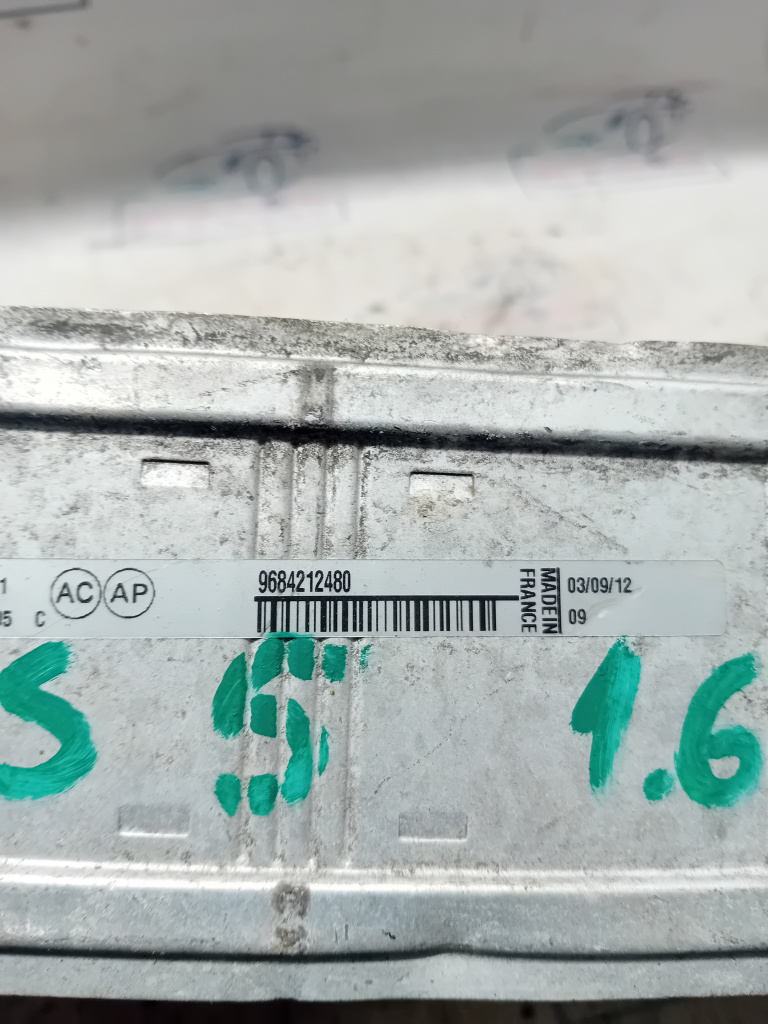 1 AC AP 9684212480 MADE IN FRANCE 03/09/12
C 09
S 5 1.6